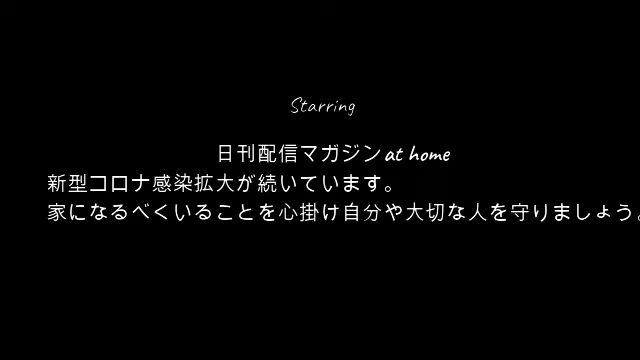 Starring
日刊配信マガジンat home
新型コロナ感染拡大が続いています。
家になるべくいることを心掛け自分や大切な人を守りましょう。